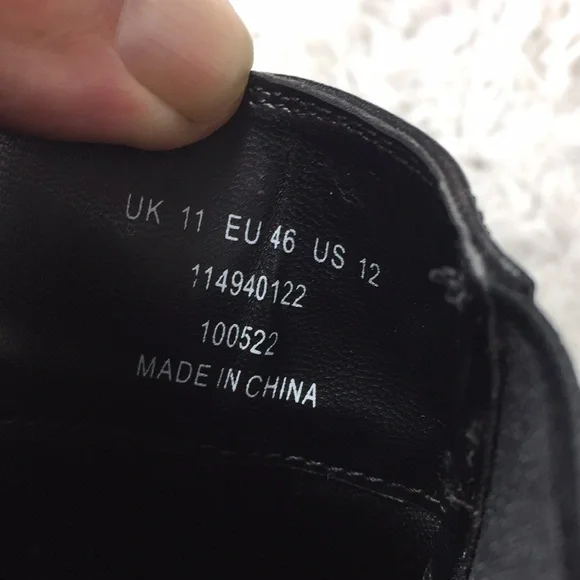 UK 11 EU 46 US 12
114940122
100522
MADE IN CHINA